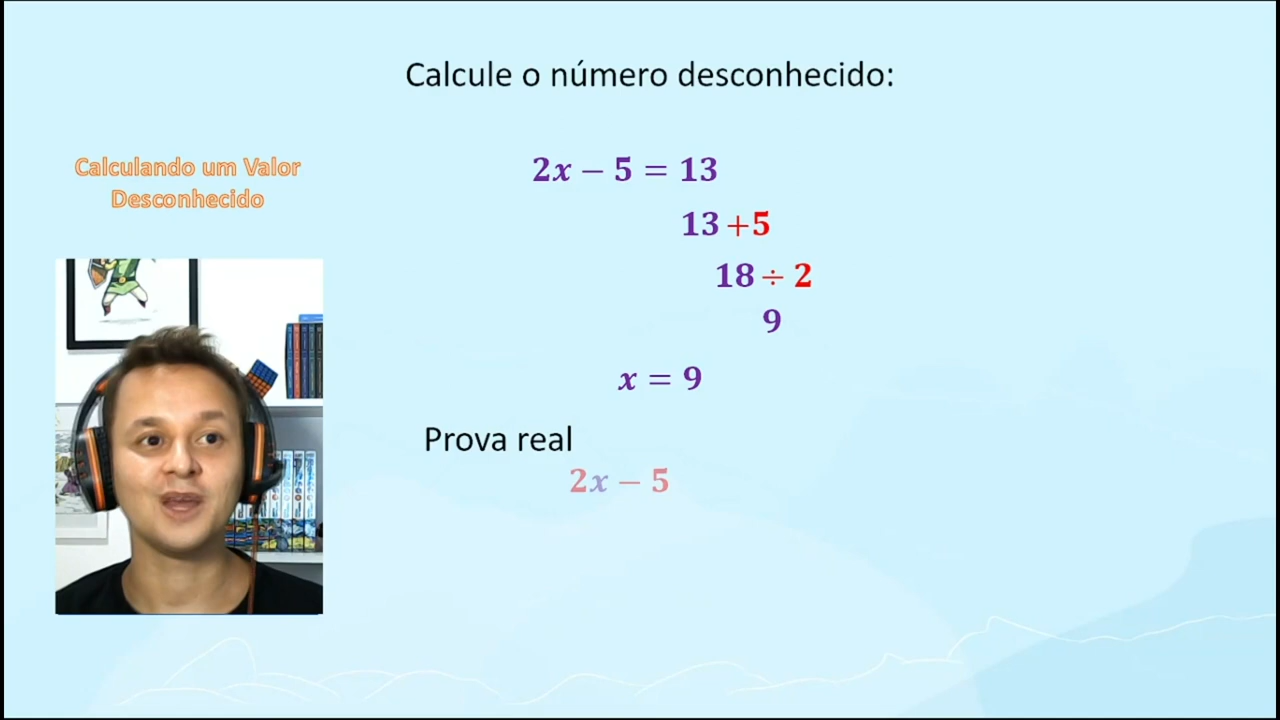 Calcule o número desconhecido:
Calculando um Valor
Desconhecido
2x − 5 = 13
13 +5
18 ÷ 2
9
x = 9
Prova real
2x − 5